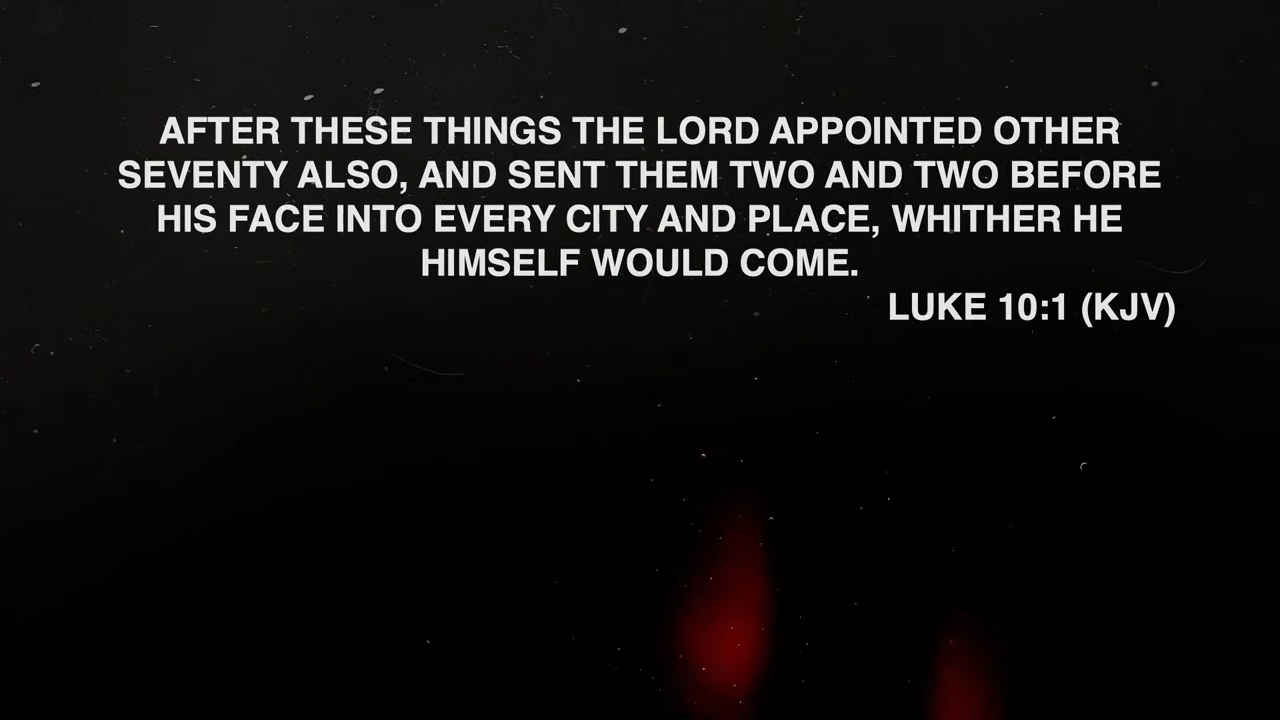 AFTER THESE THINGS THE LORD APPOINTED OTHER
SEVENTY ALSO, AND SENT THEM TWO AND TWO BEFORE
HIS FACE INTO EVERY CITY AND PLACE, WHITHER HE
HIMSELF WOULD COME.
LUKE 10:1 (KJV)